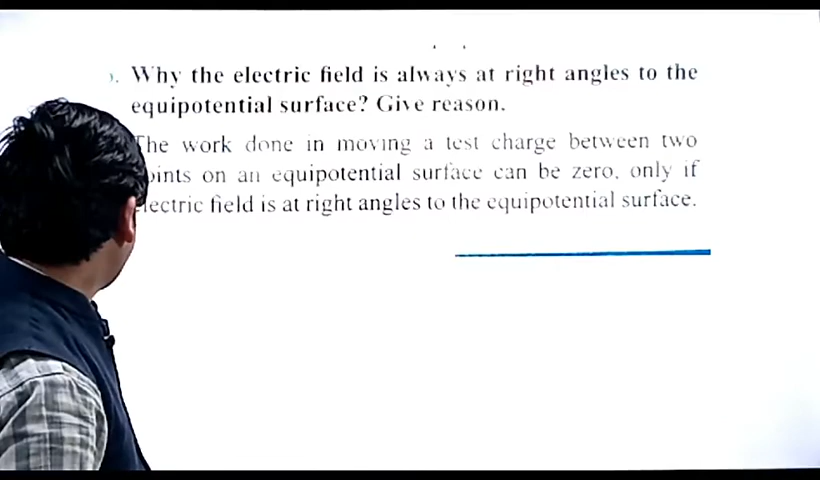 Why the electric field is always at right angles to the
equipotential surface? Give reason.
The work done in moving a test charge between two
points on an equipotential surface can be zero, only if
electric field is at right angles to the equipotential surface.